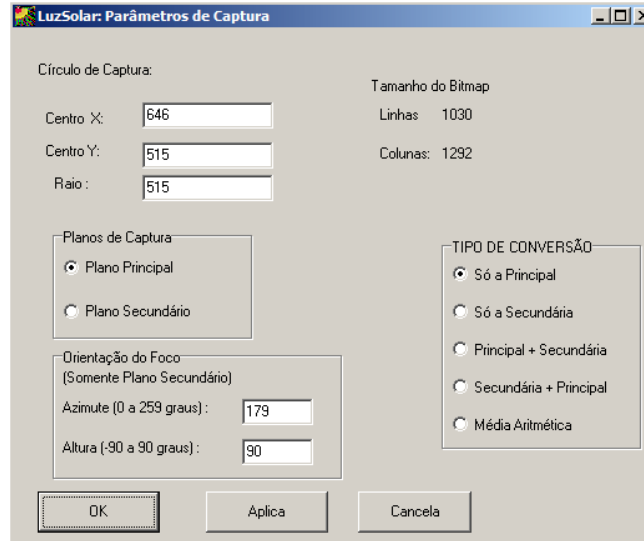 LuzSolar: Parâmetros de Captura
Círculo de Captura:
Centro X: 646
Centro Y: 515
Raio : 515
Tamanho do Bitmap
Linhas 1030
Colunas: 1292
Planos de Captura
Plano Principal
Plano Secundário
Orientação do Foco
(Somente Plano Secundário)
Azimute (0 a 259 graus) : 179
Altura (-90 a 90 graus) : 90
TIPO DE CONVERSÃO
Só a Principal
Só a Secundária
Principal + Secundária
Secundária + Principal
Média Aritmética
OK
Aplica
Cancela